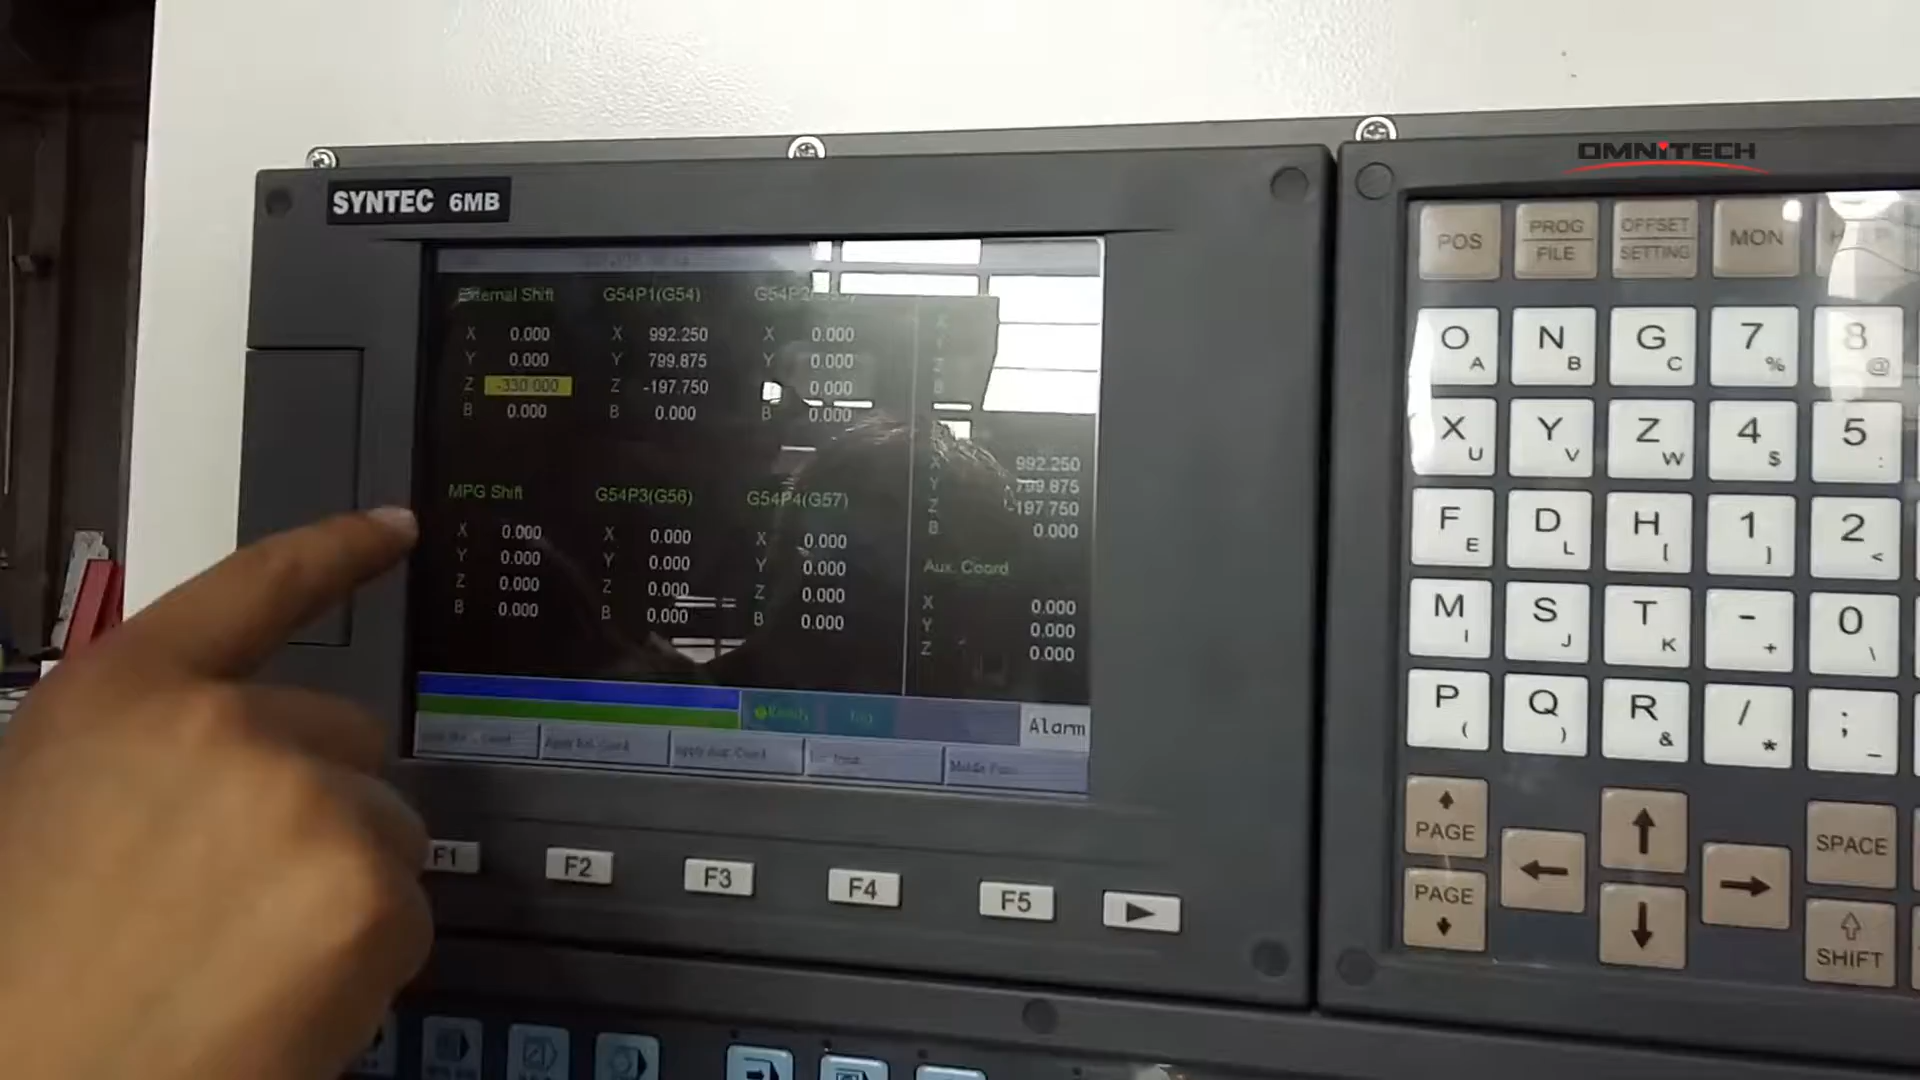 OMNITECH
SYNTEC 6MB
External Shift G54P1(G54)
X 0.000 X 992.250 X 0.000
Y 0.000 Y 799.875 Y 0.000
Z -330.000 Z -197.750 0.000
B 0.000 B 0.000 B 0.000
X 992.250
Y 799.875
Z -197.750
B 0.000
MPG Shift G54P3(G56) G54P4(G57)
X 0.000 X 0.000 X 0.000
Y 0.000 Y 0.000 Y 0.000
Z 0.000 Z 0.000 Z 0.000
B 0.000 B 0.000 B 0.000
Aux. Coord
X 0.000
Y 0.000
Z 0.000
Ready Alarm
F1 F2 F3 F4 F5
POS PROG FILE OFFSET SETTING MON
O A N B G C 7 % 8 @
X U Y V Z W 4 $ 5 :
F E D L H [ 1 ] 2 <
M I S J T K - + 0 \
P ( Q ) R & / * ; _
PAGE SPACE
PAGE SHIFT